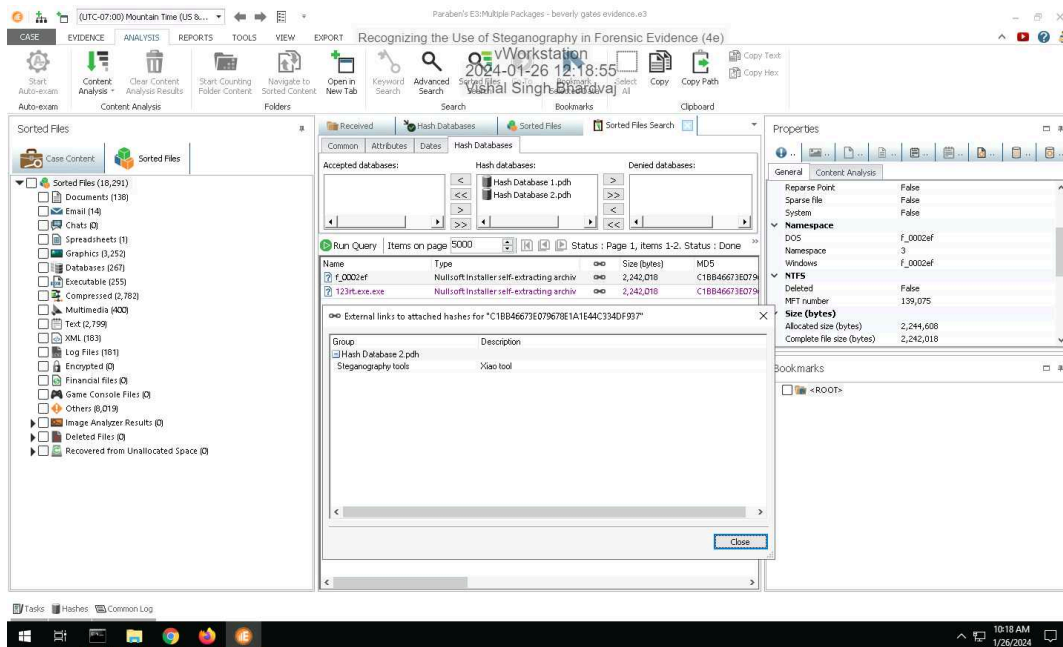 (UTC-07:00) Mountain Time (US &...
Paraben's E3:Multiple Packages - beverly gates evidence.e3
CASE EVIDENCE ANALYSIS REPORTS TOOLS VIEW EXPORT
Recognizing the Use of Steganography in Forensic Evidence (4e)
vWorkstation
2024-01-26 12:18:55
Vishal Singh Bhardvaj
Start Auto-exam
Content Analysis
Clear Content Analysis Results
Start Counting Folder Content
Navigate to Sorted Content
Open in New Tab
Keyword Search
Advanced Search
Sorted Files Search
Bookmark
Select All
Copy
Copy Path
Copy Text
Copy Hex
Auto-exam Content Analysis Folders Search Bookmarks Clipboard
Sorted Files
Case Content Sorted Files
Sorted Files (18,291)
Documents (138)
Email (14)
Chats (0)
Spreadsheets (1)
Graphics (3,252)
Databases (267)
Executable (255)
Compressed (2,782)
Multimedia (400)
Text (2,799)
XML (183)
Log Files (181)
Encrypted (0)
Financial files (0)
Game Console Files (0)
Others (8,019)
Image Analyzer Results (0)
Deleted Files (0)
Recovered from Unallocated Space (0)
Received Hash Databases Sorted Files Sorted Files Search
Common Attributes Dates Hash Databases
Accepted databases: Hash databases: Denied databases:
Hash Database 1.pdh
Hash Database 2.pdh
< << > >>
> >> < <<
Run Query Items on page 5000 Status : Page 1, items 1-2. Status : Done
Name Type Size (bytes) MD5
f_0002ef Nullsoft Installer self-extracting archiv 2,242,018 C1BB46673E079
123rt.exe.exe Nullsoft Installer self-extracting archiv 2,242,018 C1BB46673E079
External links to attached hashes for "C1BB46673E079678E1A1E44C334DF937"
Group Description
Hash Database 2.pdh
Steganography tools Xiao tool
Close
Properties
General Content Analysis
Reparse Point False
Sparse file False
System False
Namespace
DOS f_0002ef
Namespace 3
Windows f_0002ef
NTFS
Deleted False
MFT number 139,075
Size (bytes)
Allocated size (bytes) 2,244,608
Complete file size (bytes) 2,242,018
Bookmarks
<ROOT>
Tasks Hashes Common Log
10:18 AM
1/26/2024